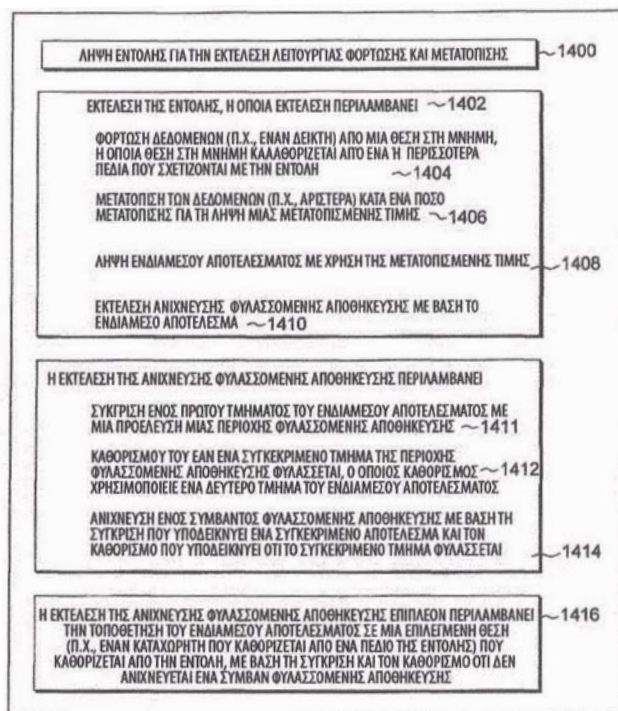 ΛΗΨΗ ΕΝΤΟΛΗΣ ΓΙΑ ΤΗΝ ΕΚΤΕΛΕΣΗ ΛΕΙΤΟΥΡΓΙΑΣ ΦΟΡΤΩΣΗΣ ΚΑΙ ΜΕΤΑΤΟΠΙΣΗΣ 1400
ΕΚΤΕΛΕΣΗ ΤΗΣ ΕΝΤΟΛΗΣ, Η ΟΠΟΙΑ ΕΚΤΕΛΕΣΗ ΠΕΡΙΛΑΜΒΑΝΕΙ 1402
ΦΟΡΤΩΣΗ ΔΕΔΟΜΕΝΩΝ (Π.Χ., ΕΝΑΝ ΔΕΙΚΤΗ) ΑΠΟ ΜΙΑ ΘΕΣΗ ΣΤΗ ΜΝΗΜΗ,
Η ΟΠΟΙΑ ΘΕΣΗ ΣΤΗ ΜΝΗΜΗ ΚΑΑΑΘΟΡΙΖΕΤΑΙ ΑΠΟ ΕΝΑ Ή ΠΕΡΙΣΣΟΤΕΡΑ
ΠΕΔΙΑ ΠΟΥ ΣΧΕΤΙΖΟΝΤΑΙ ΜΕ ΤΗΝ ΕΝΤΟΛΗ 1404
ΜΕΤΑΤΟΠΙΣΗ ΤΩΝ ΔΕΔΟΜΕΝΩΝ (Π.Χ., ΑΡΙΣΤΕΡΑ) ΚΑΤΑ ΕΝΑ ΠΟΣΟ
ΜΕΤΑΤΟΠΙΣΗΣ ΓΙΑ ΤΗ ΛΗΨΗ ΜΙΑΣ ΜΕΤΑΤΟΠΙΣΜΕΝΗΣ ΤΙΜΗΣ 1406
ΛΗΨΗ ΕΝΔΙΑΜΕΣΟΥ ΑΠΟΤΕΛΕΣΜΑΤΟΣ ΜΕ ΧΡΗΣΗ ΤΗΣ ΜΕΤΑΤΟΠΙΣΜΕΝΗΣ ΤΙΜΗΣ 1408
ΕΚΤΕΛΕΣΗ ΑΝΙΧΝΕΥΣΗΣ ΦΥΛΑΣΣΟΜΕΝΗΣ ΑΠΟΘΗΚΕΥΣΗΣ ΜΕ ΒΑΣΗ ΤΟ
ΕΝΔΙΑΜΕΣΟ ΑΠΟΤΕΛΕΣΜΑ 1410
Η ΕΚΤΕΛΕΣΗ ΤΗΣ ΑΝΙΧΝΕΥΣΗΣ ΦΥΛΑΣΣΟΜΕΝΗΣ ΑΠΟΘΗΚΕΥΣΗΣ ΠΕΡΙΛΑΜΒΑΝΕΙ
ΣΥΓΚΡΙΣΗ ΕΝΟΣ ΠΡΩΤΟΥ ΤΜΗΜΑΤΟΣ ΤΟΥ ΕΝΔΙΑΜΕΣΟΥ ΑΠΟΤΕΛΕΣΜΑΤΟΣ ΜΕ
ΜΙΑ ΠΡΟΕΛΕΥΣΗ ΜΙΑΣ ΠΕΡΙΟΧΗΣ ΦΥΛΑΣΣΟΜΕΝΗΣ ΑΠΟΘΗΚΕΥΣΗΣ 1411
ΚΑΘΟΡΙΣΜΟΥ ΤΟΥ ΕΑΝ ΕΝΑ ΣΥΓΚΕΚΡΙΜΕΝΟ ΤΜΗΜΑ ΤΗΣ ΠΕΡΙΟΧΗΣ
ΦΥΛΑΣΣΟΜΕΝΗΣ ΑΠΟΘΗΚΕΥΣΗΣ ΦΥΛΑΣΣΕΤΑΙ, Ο ΟΠΟΙΟΣ ΚΑΘΟΡΙΣΜΟΣ 1412
ΧΡΗΣΙΜΟΠΟΙΕΙΕ ΕΝΑ ΔΕΥΤΕΡΟ ΤΜΗΜΑ ΤΟΥ ΕΝΔΙΑΜΕΣΟΥ ΑΠΟΤΕΛΕΣΜΑΤΟΣ
ΑΝΙΧΝΕΥΣΗ ΕΝΟΣ ΣΥΜΒΑΝΤΟΣ ΦΥΛΑΣΣΟΜΕΝΗΣ ΑΠΟΘΗΚΕΥΣΗΣ ΜΕ ΒΑΣΗ ΤΗ
ΣΥΓΚΡΙΣΗ ΠΟΥ ΥΠΟΔΕΙΚΝΥΕΙ ΕΝΑ ΣΥΓΚΕΚΡΙΜΕΝΟ ΑΠΟΤΕΛΕΣΜΑ ΚΑΙ ΤΟΝ
ΚΑΘΟΡΙΣΜΟ ΠΟΥ ΥΠΟΔΕΙΚΝΥΕΙ ΟΤΙ ΤΟ ΣΥΓΚΕΚΡΙΜΕΝΟ ΤΜΗΜΑ ΦΥΛΑΣΣΕΤΑΙ 1414
Η ΕΚΤΕΛΕΣΗ ΤΗΣ ΑΝΙΧΝΕΥΣΗΣ ΦΥΛΑΣΣΟΜΕΝΗΣ ΑΠΟΘΗΚΕΥΣΗΣ ΕΠΙΠΛΕΟΝ ΠΕΡΙΛΑΜΒΑΝΕΙ 1416
ΤΗΝ ΤΟΠΟΘΕΤΗΣΗ ΤΟΥ ΕΝΔΙΑΜΕΣΟΥ ΑΠΟΤΕΛΕΣΜΑΤΟΣ ΣΕ ΜΙΑ ΕΠΙΛΕΓΜΕΝΗ ΘΕΣΗ
(Π.Χ., ΕΝΑΝ ΚΑΤΑΧΩΡΗΤΗ ΠΟΥ ΚΑΘΟΡΙΖΕΤΑΙ ΑΠΟ ΕΝΑ ΠΕΔΙΟ ΤΗΣ ΕΝΤΟΛΗΣ) ΠΟΥ
ΚΑΘΟΡΙΖΕΤΑΙ ΑΠΟ ΤΗΝ ΕΝΤΟΛΗ, ΜΕ ΒΑΣΗ ΤΗ ΣΥΓΚΡΙΣΗ ΚΑΙ ΤΟΝ ΚΑΘΟΡΙΣΜΟ ΟΤΙ ΔΕΝ
ΑΝΙΧΝΕΥΕΤΑΙ ΕΝΑ ΣΥΜΒΑΝ ΦΥΛΑΣΣΟΜΕΝΗΣ ΑΠΟΘΗΚΕΥΣΗΣ